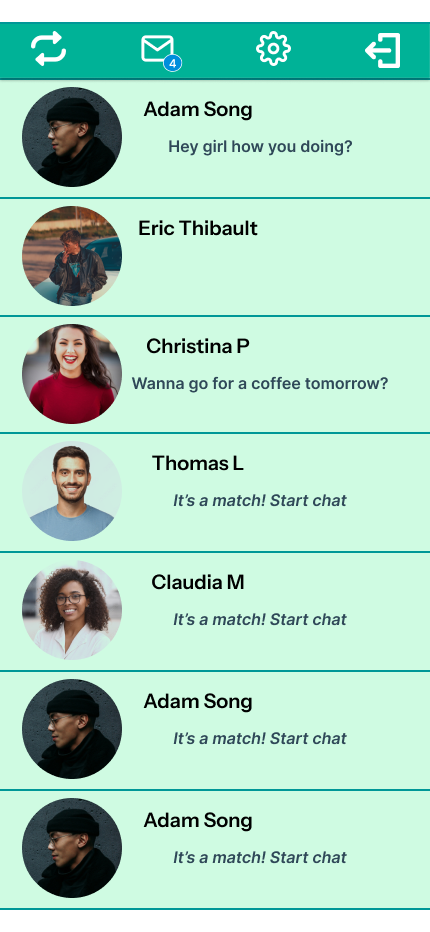 4
Adam Song
Hey girl how you doing?
Eric Thibault
Christina P
Wanna go for a coffee tomorrow?
Thomas L
It's a match! Start chat
Claudia M
It's a match! Start chat
Adam Song
It's a match! Start chat
Adam Song
It's a match! Start chat